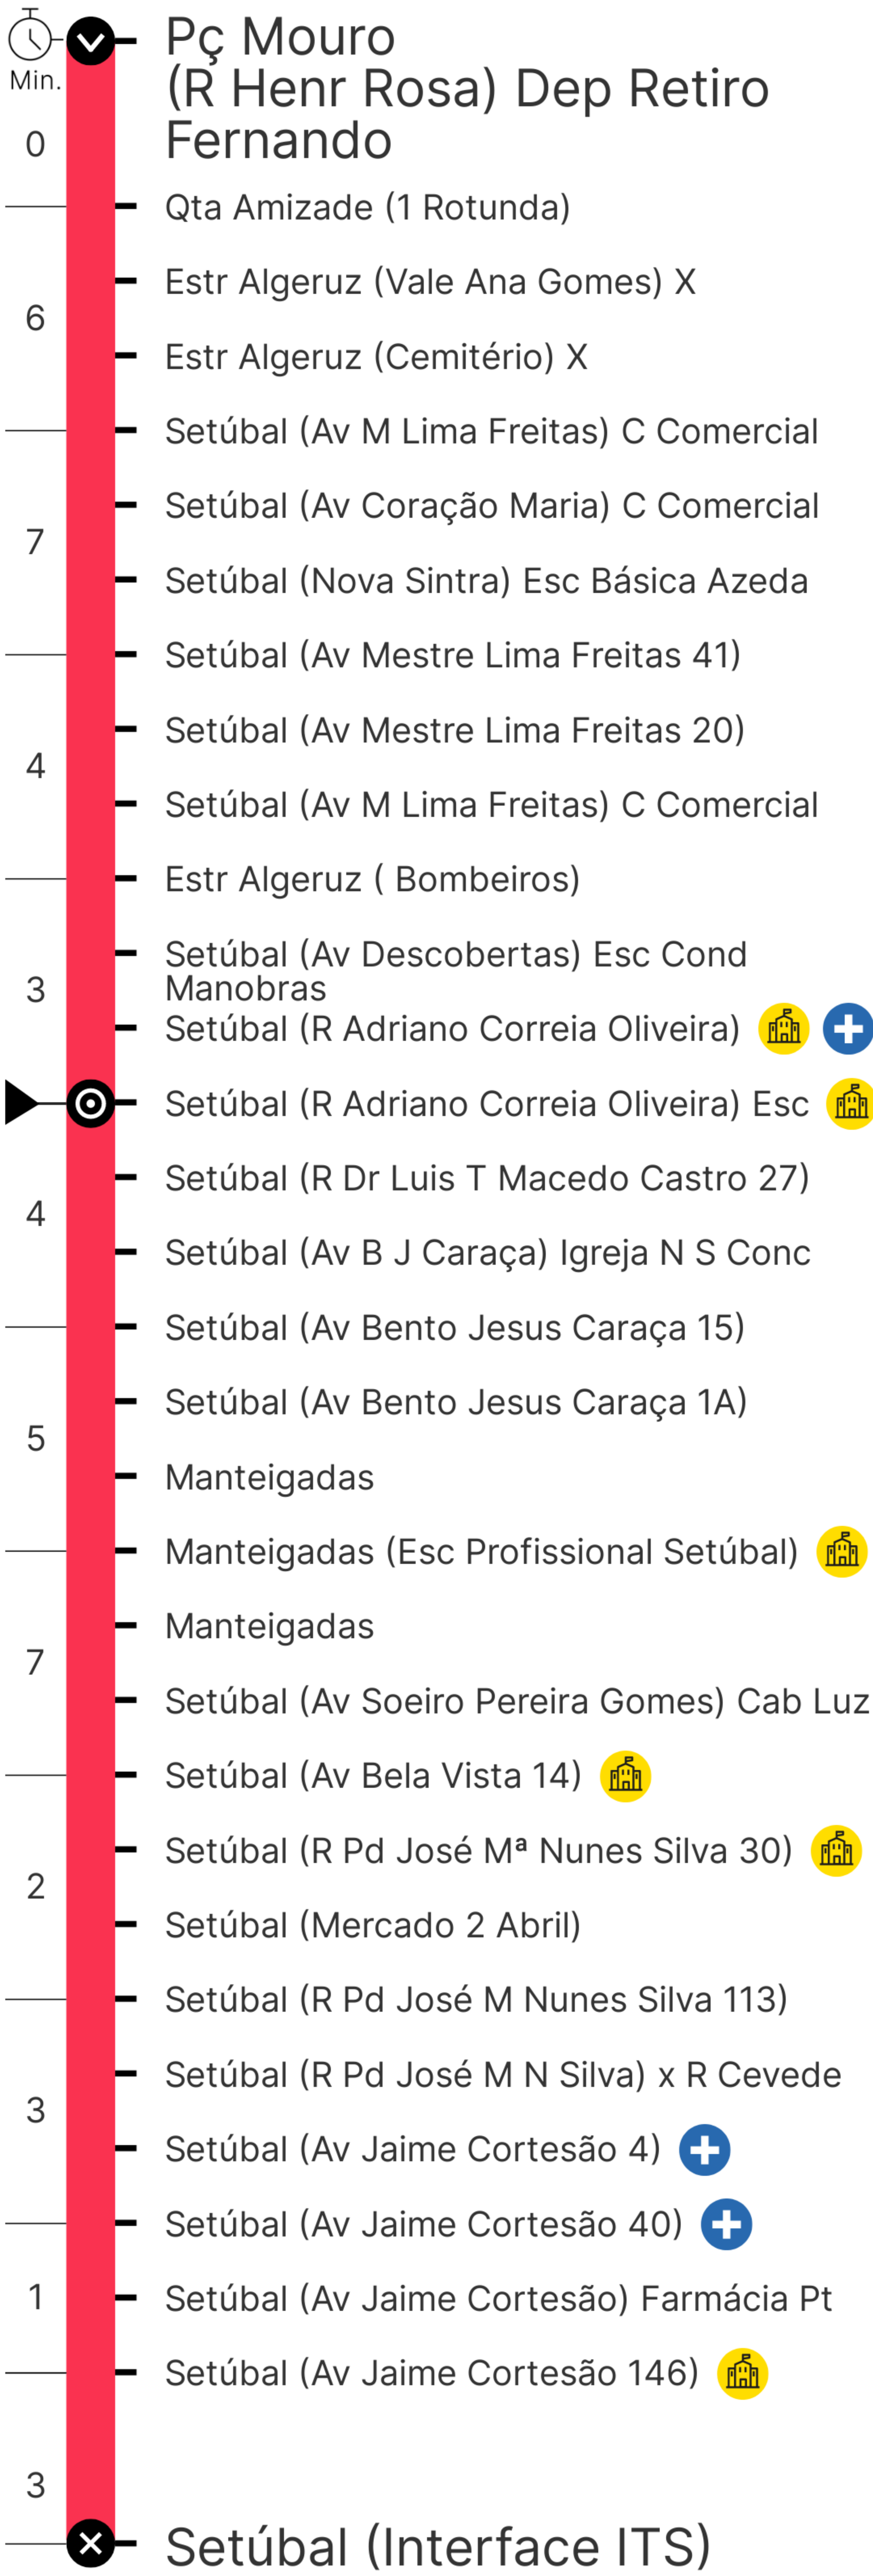 Pç Mouro
Min.
(R Henr Rosa) Dep Retiro
0
Fernando
Qta Amizade (1 Rotunda)
Estr Algeruz (Vale Ana Gomes) X
6
Estr Algeruz (Cemitério) X
Setúbal (Av M Lima Freitas) C Comercial
Setúbal (Av Coração Maria) C Comercial
7
Setúbal (Nova Sintra) Esc Básica Azeda
Setúbal (Av Mestre Lima Freitas 41)
Setúbal (Av Mestre Lima Freitas 20)
4
Setúbal (Av M Lima Freitas) C Comercial
Estr Algeruz ( Bombeiros)
Setúbal (Av Descobertas) Esc Cond
Manobras
3
Setúbal (R Adriano Correia Oliveira)
Setúbal (R Adriano Correia Oliveira) Esc
Setúbal (R Dr Luis T Macedo Castro 27)
4
Setúbal (Av B J Caraça) Igreja N S Conc
Setúbal (Av Bento Jesus Caraça 15)
Setúbal (Av Bento Jesus Caraça 1A)
5
Manteigadas
Manteigadas (Esc Profissional Setúbal)
Manteigadas
7
Setúbal (Av Soeiro Pereira Gomes) Cab Luz
Setúbal (Av Bela Vista 14)
Setúbal (R Pd José Mª Nunes Silva 30)
2
Setúbal (Mercado 2 Abril)
Setúbal (R Pd José M Nunes Silva 113)
Setúbal (R Pd José M N Silva) x R Cevede
3
Setúbal (Av Jaime Cortesão 4)
Setúbal (Av Jaime Cortesão 40)
1
Setúbal (Av Jaime Cortesão) Farmácia Pt
Setúbal (Av Jaime Cortesão 146)
3
Setúbal (Interface ITS)